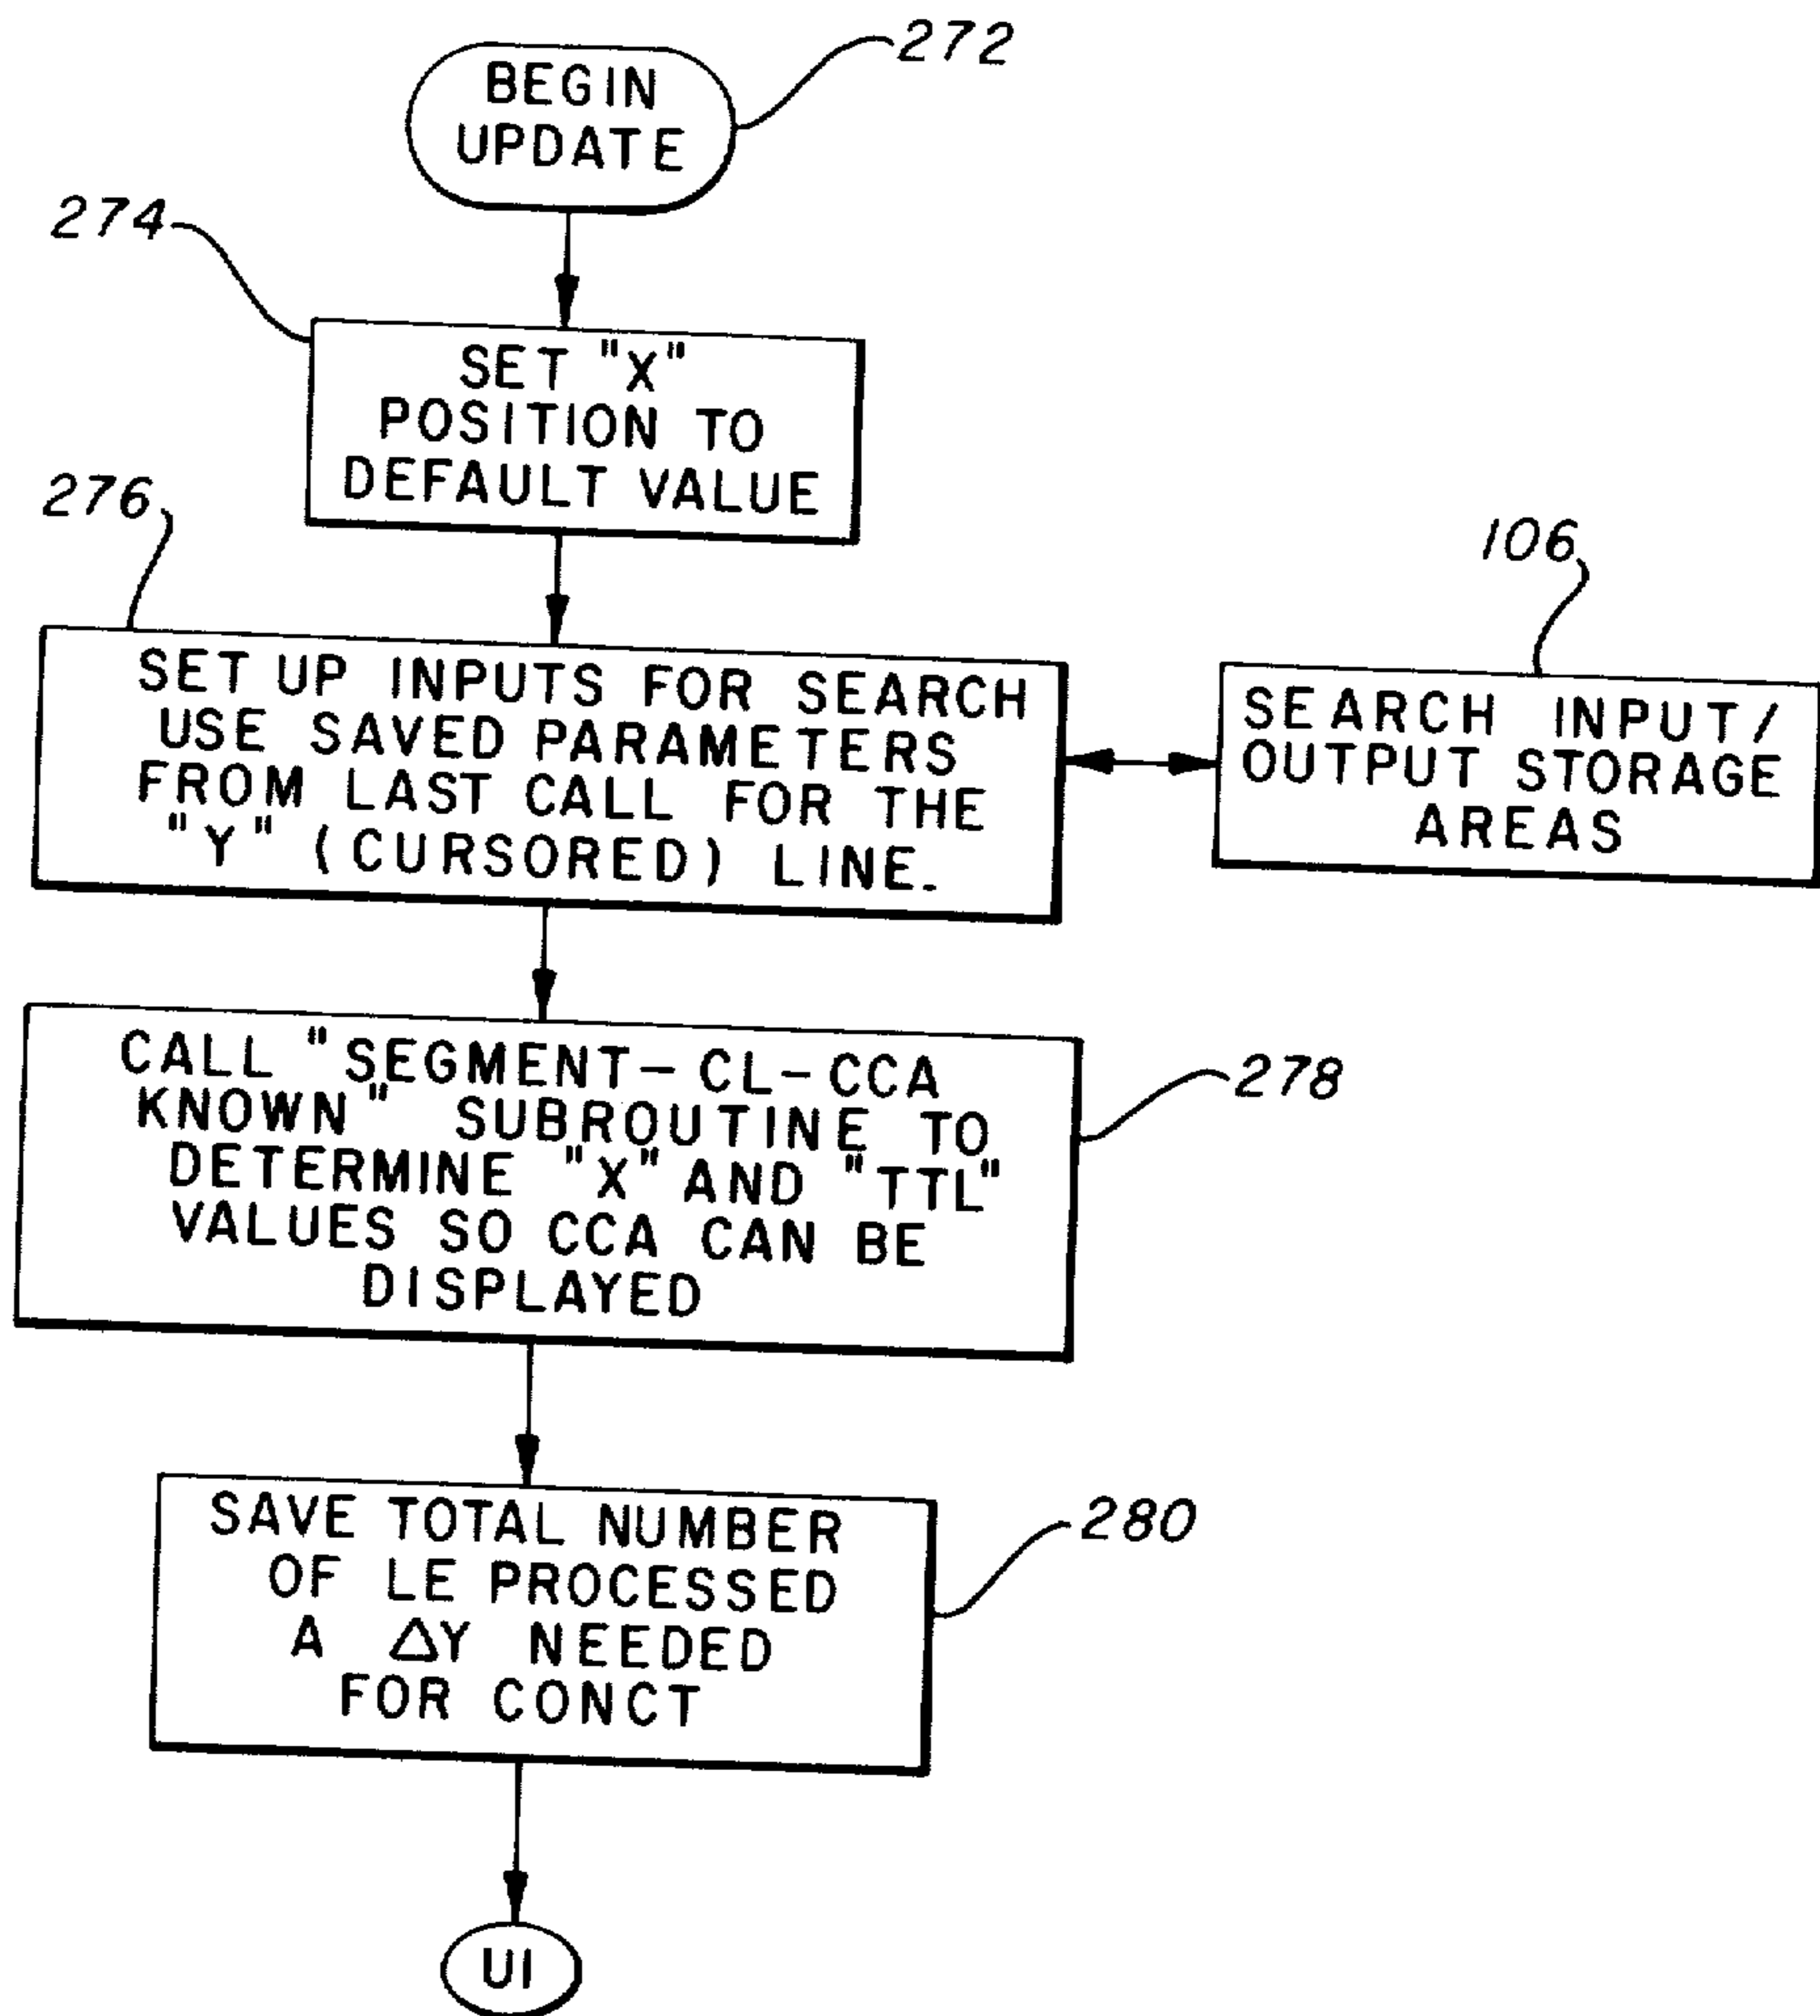 272
BEGIN
UPDATE
274
SET "X"
POSITION TO
DEFAULT VALUE
276
SET UP INPUTS FOR SEARCH
USE SAVED PARAMETERS
FROM LAST CALL FOR THE
"Y" (CURSORED) LINE.
106
SEARCH INPUT/
OUTPUT STORAGE
AREAS
CALL "SEGMENT-CL-CCA
KNOWN" SUBROUTINE TO
DETERMINE "X" AND "TTL"
VALUES SO CCA CAN BE
DISPLAYED
278
SAVE TOTAL NUMBER
OF LE PROCESSED
A ΔY NEEDED
FOR CONCT
280
U1